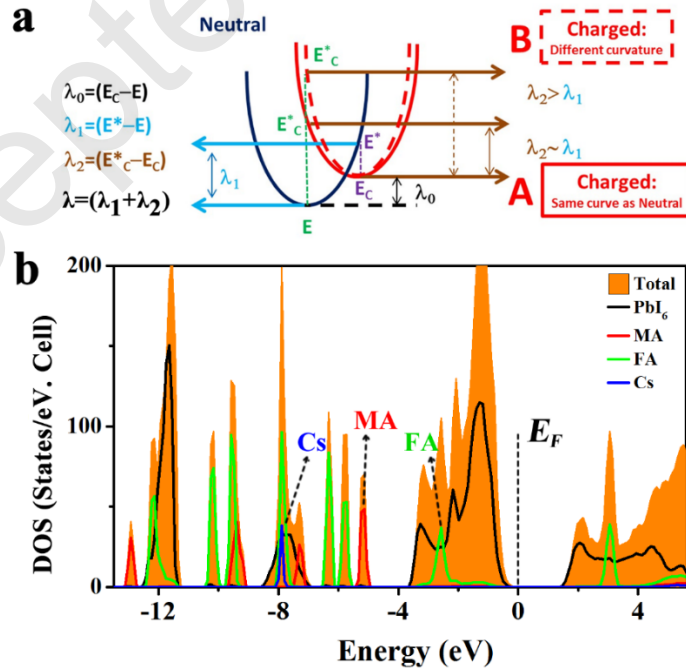 a
Neutral
B
Charged:
Different curvature
E*C
λ0=(EC−E)
λ1=(E*−E)
λ2=(E*C−EC)
λ=(λ1+λ2)
λ2> λ1
E*C
E*
λ2~ λ1
λ1
EC
λ0
E
A
Charged:
Same curve as Neutral
b
200
100
0
DOS (States/eV. Cell)
Total
PbI6
MA
FA
Cs
Cs
MA
FA
EF
-12
-8
-4
0
4
Energy (eV)